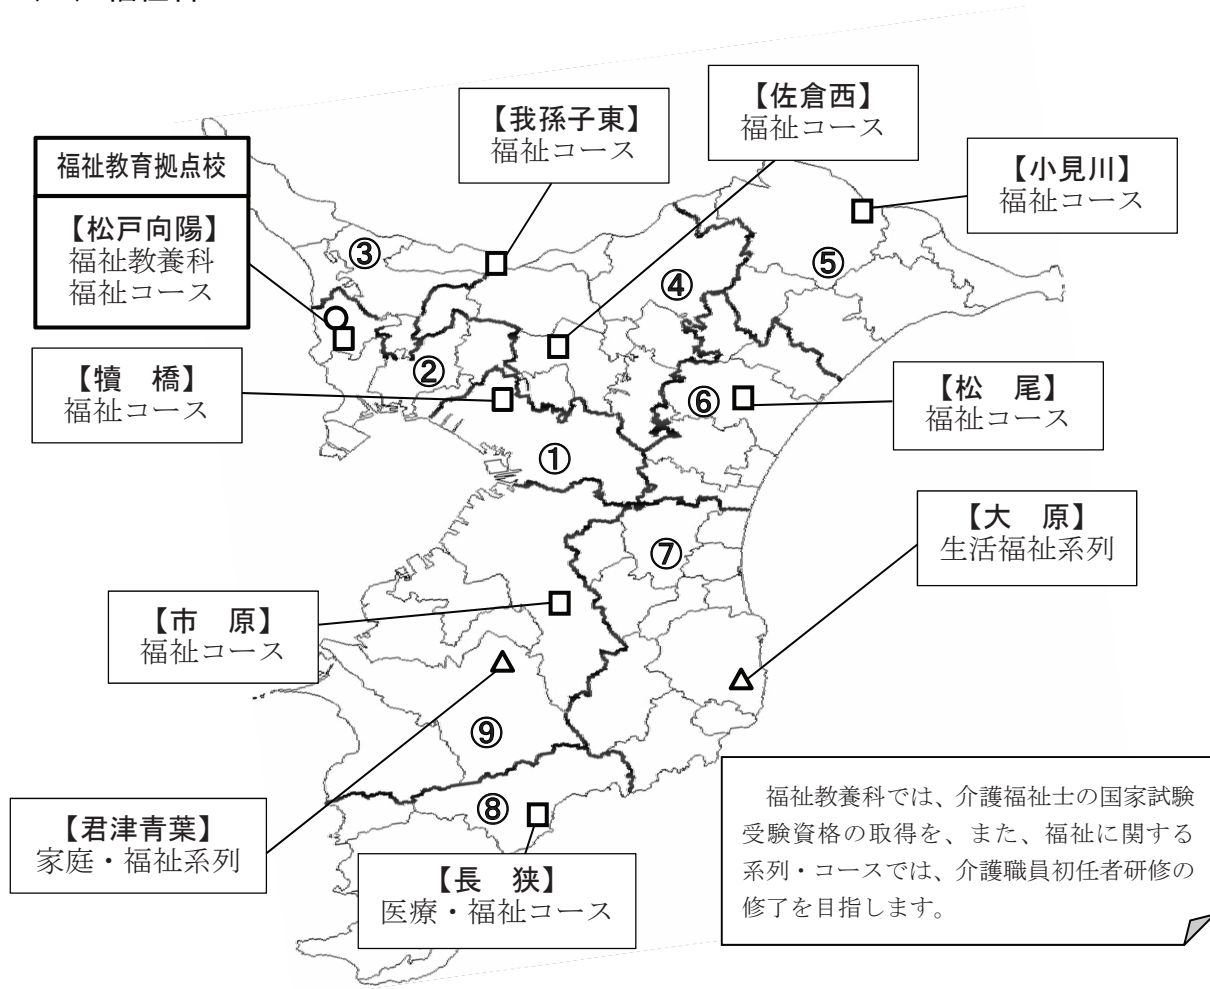 福祉教育拠点校
【松戸向陽】
福祉教養科
福祉コース
【我孫子東】
福祉コース
【佐倉西】
福祉コース
【小見川】
福祉コース
【犢　橋】
福祉コース
【松　尾】
福祉コース
【大　原】
生活福祉系列
【市　原】
福祉コース
【君津青葉】
家庭・福祉系列
【長　狭】
医療・福祉コース
③
⑤
④
②
⑥
①
⑦
⑨
⑧
福祉教養科では、介護福祉士の国家試験
受験資格の取得を、また、福祉に関する
系列・コースでは、介護職員初任者研修の
修了を目指します。